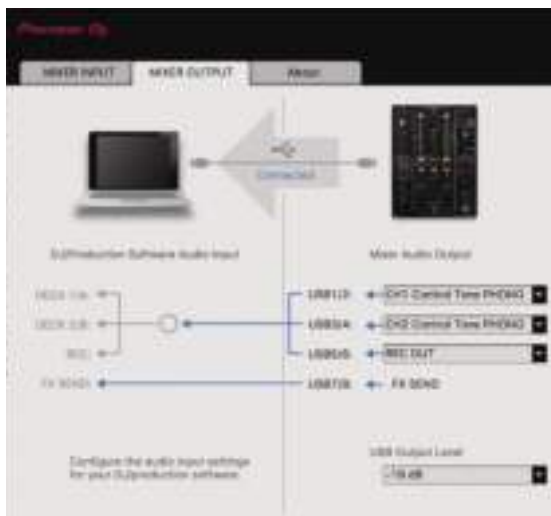 Pioneer Dj
MIXER INPUT
MIXER OUTPUT
About
Connected
DJ/Production Software Audio Input
Mixer Audio Output
DECK 1/A
DECK 2/B
REC
FX SEND
USB1/2
CH1 Control Tone PHONO
USB3/4
CH2 Control Tone PHONO
USB5/6
REC OUT
USB7/8
FX SEND
Configure the audio input settings
for your DJ/production software.
USB Output Level